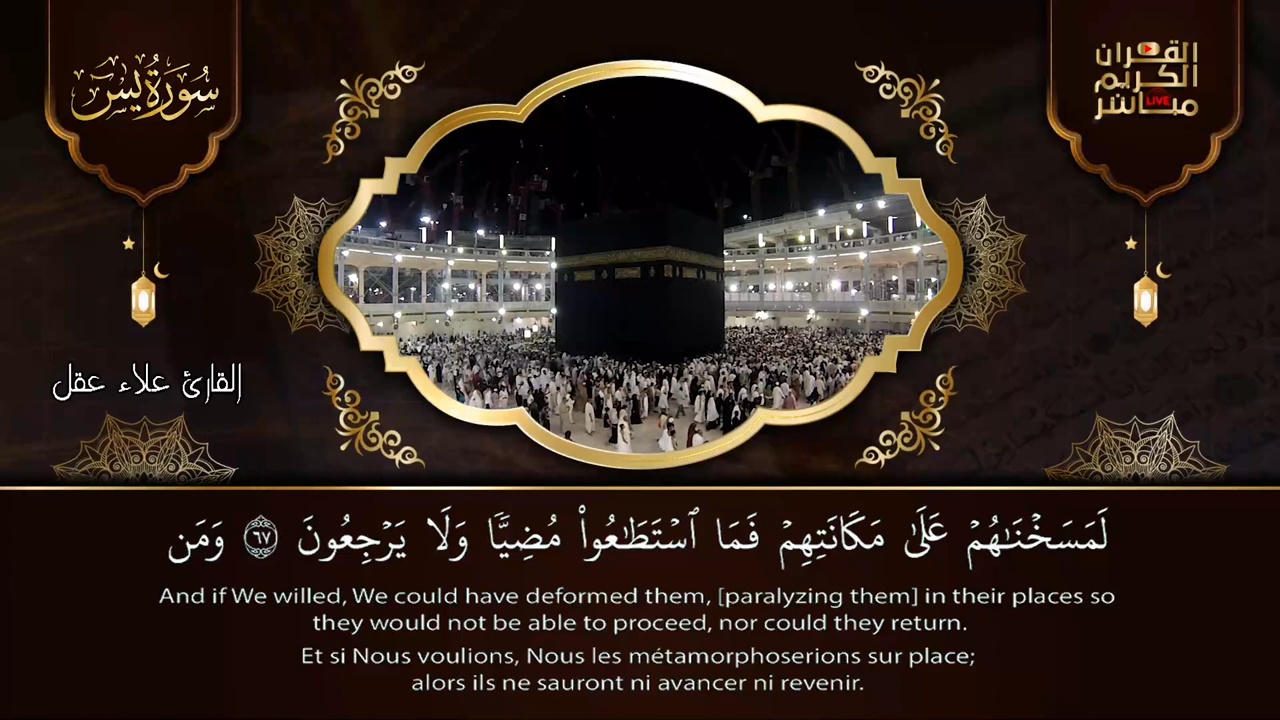 سُورَةُ يسٓ
القرآن
الكريم
مباشر
LIVE
القارئ علاء عقل
لَمَسَخْنَٰهُمْ عَلَىٰ مَكَانَتِهِمْ فَمَا ٱسْتَطَٰعُوا۟ مُضِيًّا وَلَا يَرْجِعُونَ ٦٧ وَمَن
And if We willed, We could have deformed them, [paralyzing them] in their places so
they would not be able to proceed, nor could they return.
Et si Nous voulions, Nous les métamorphoserions sur place;
alors ils ne sauront ni avancer ni revenir.